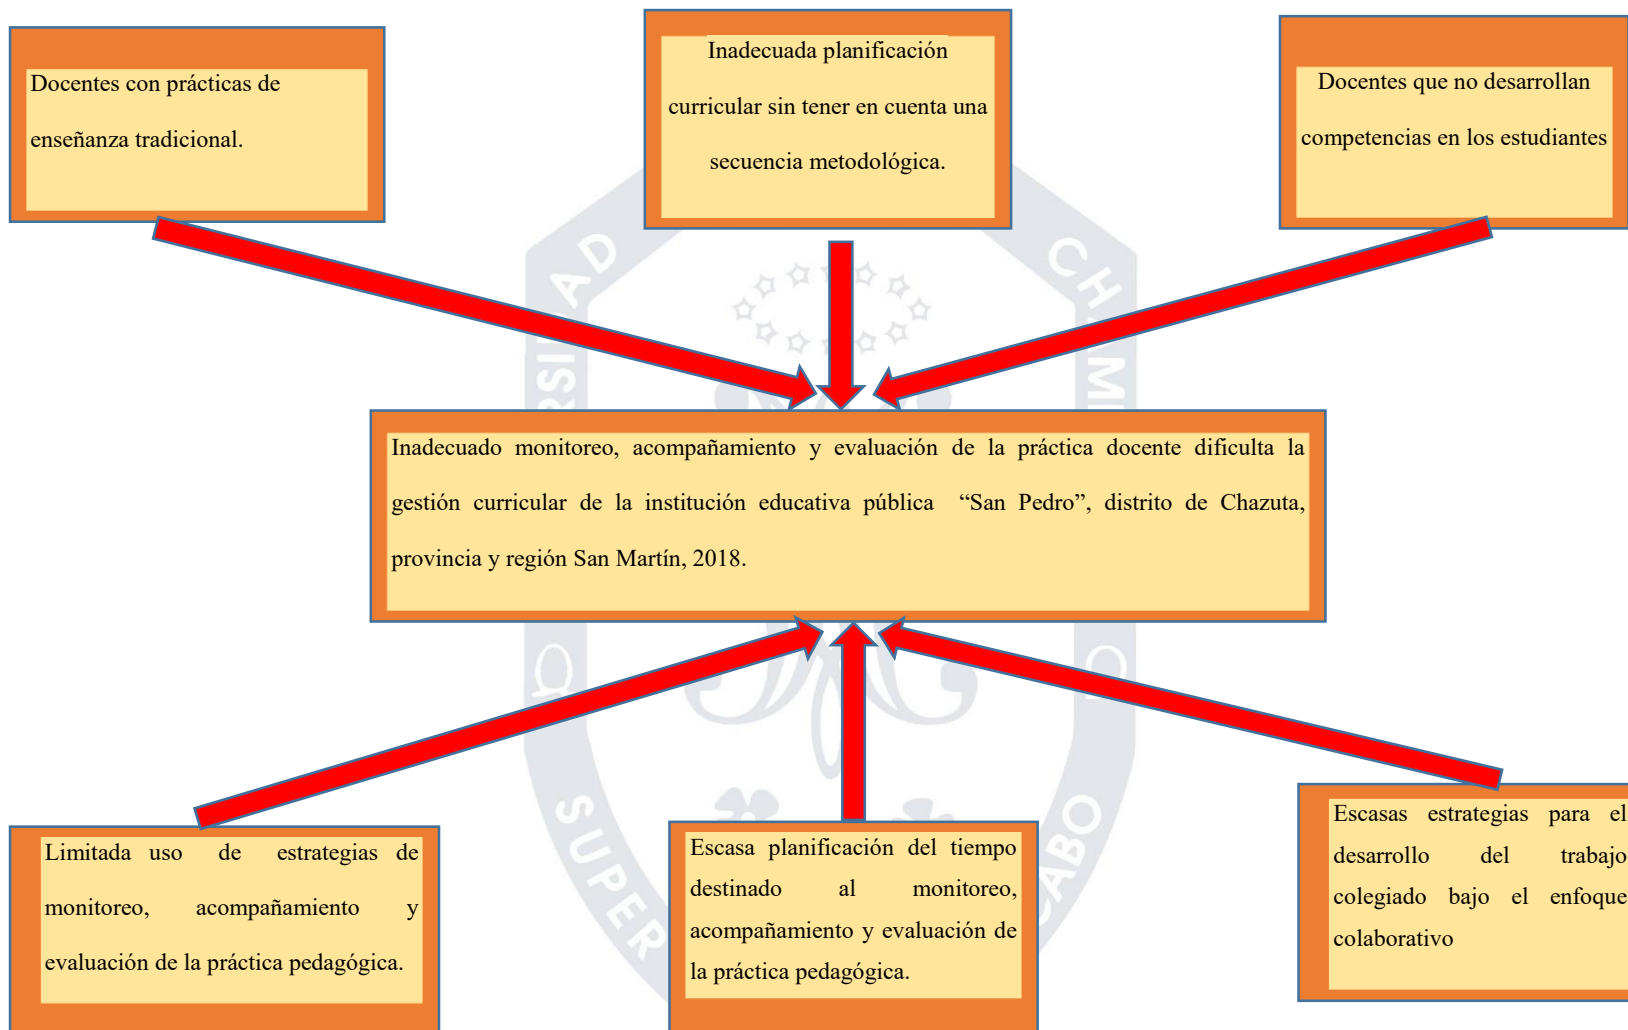 Docentes con prácticas de
enseñanza tradicional.
Inadecuada planificación
curricular sin tener en cuenta una
secuencia metodológica.
Docentes que no desarrollan
competencias en los estudiantes
Inadecuado monitoreo, acompañamiento y evaluación de la práctica docente dificulta la
gestión curricular de la institución educativa pública “San Pedro”, distrito de Chazuta,
provincia y región San Martín, 2018.
Limitada uso de estrategias de
monitoreo, acompañamiento y
evaluación de la práctica pedagógica.
Escasa planificación del tiempo
destinado al monitoreo,
acompañamiento y evaluación de
la práctica pedagógica.
Escasas estrategias para el
desarrollo del trabajo
colegiado bajo el enfoque
colaborativo